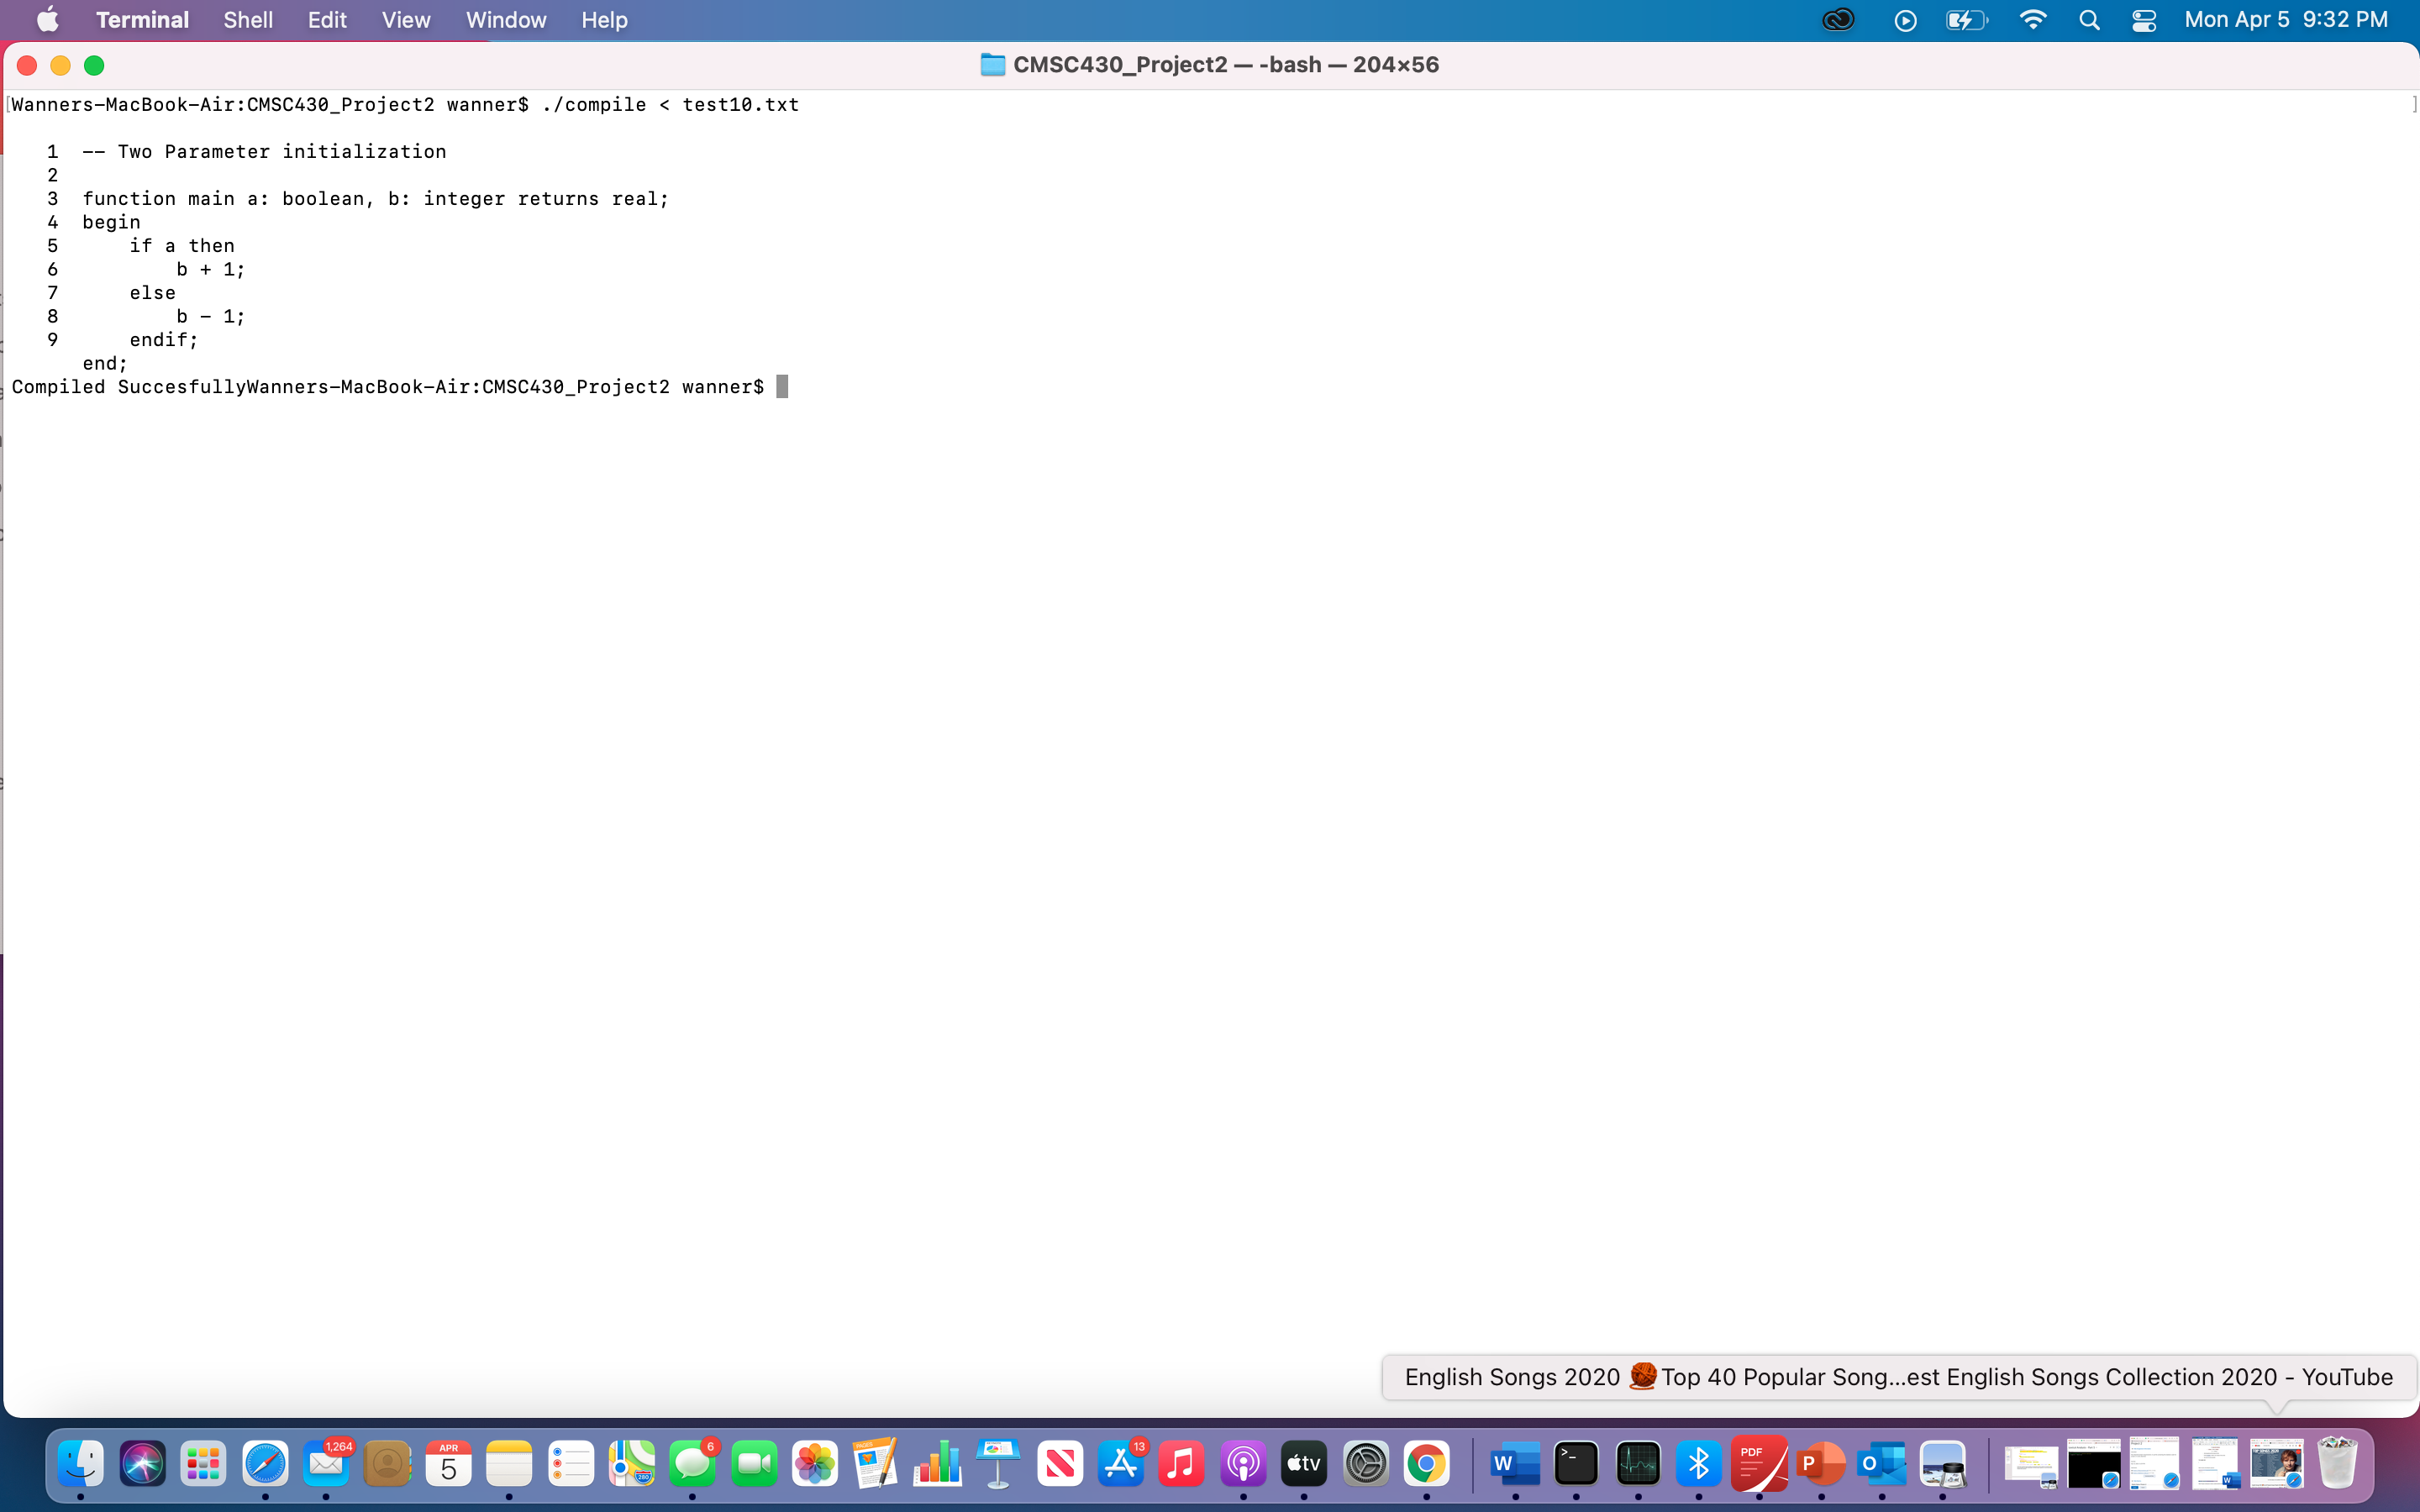 Terminal Shell Edit View Window Help Mon Apr 5 9:32 PM
CMSC430_Project2 — -bash — 204×56
[Wanners-MacBook-Air:CMSC430_Project2 wanner$ ./compile < test10.txt ]
1 -- Two Parameter initialization
2
3 function main a: boolean, b: integer returns real;
4 begin
5 if a then
6 b + 1;
7 else
8 b - 1;
9 endif;
end;
Compiled SuccesfullyWanners-MacBook-Air:CMSC430_Project2 wanner$
English Songs 2020 🧶Top 40 Popular Song...est English Songs Collection 2020 - YouTube
1,264
APR
5
280
6
PAGES
13
tv
W
>_
PDF
P
O